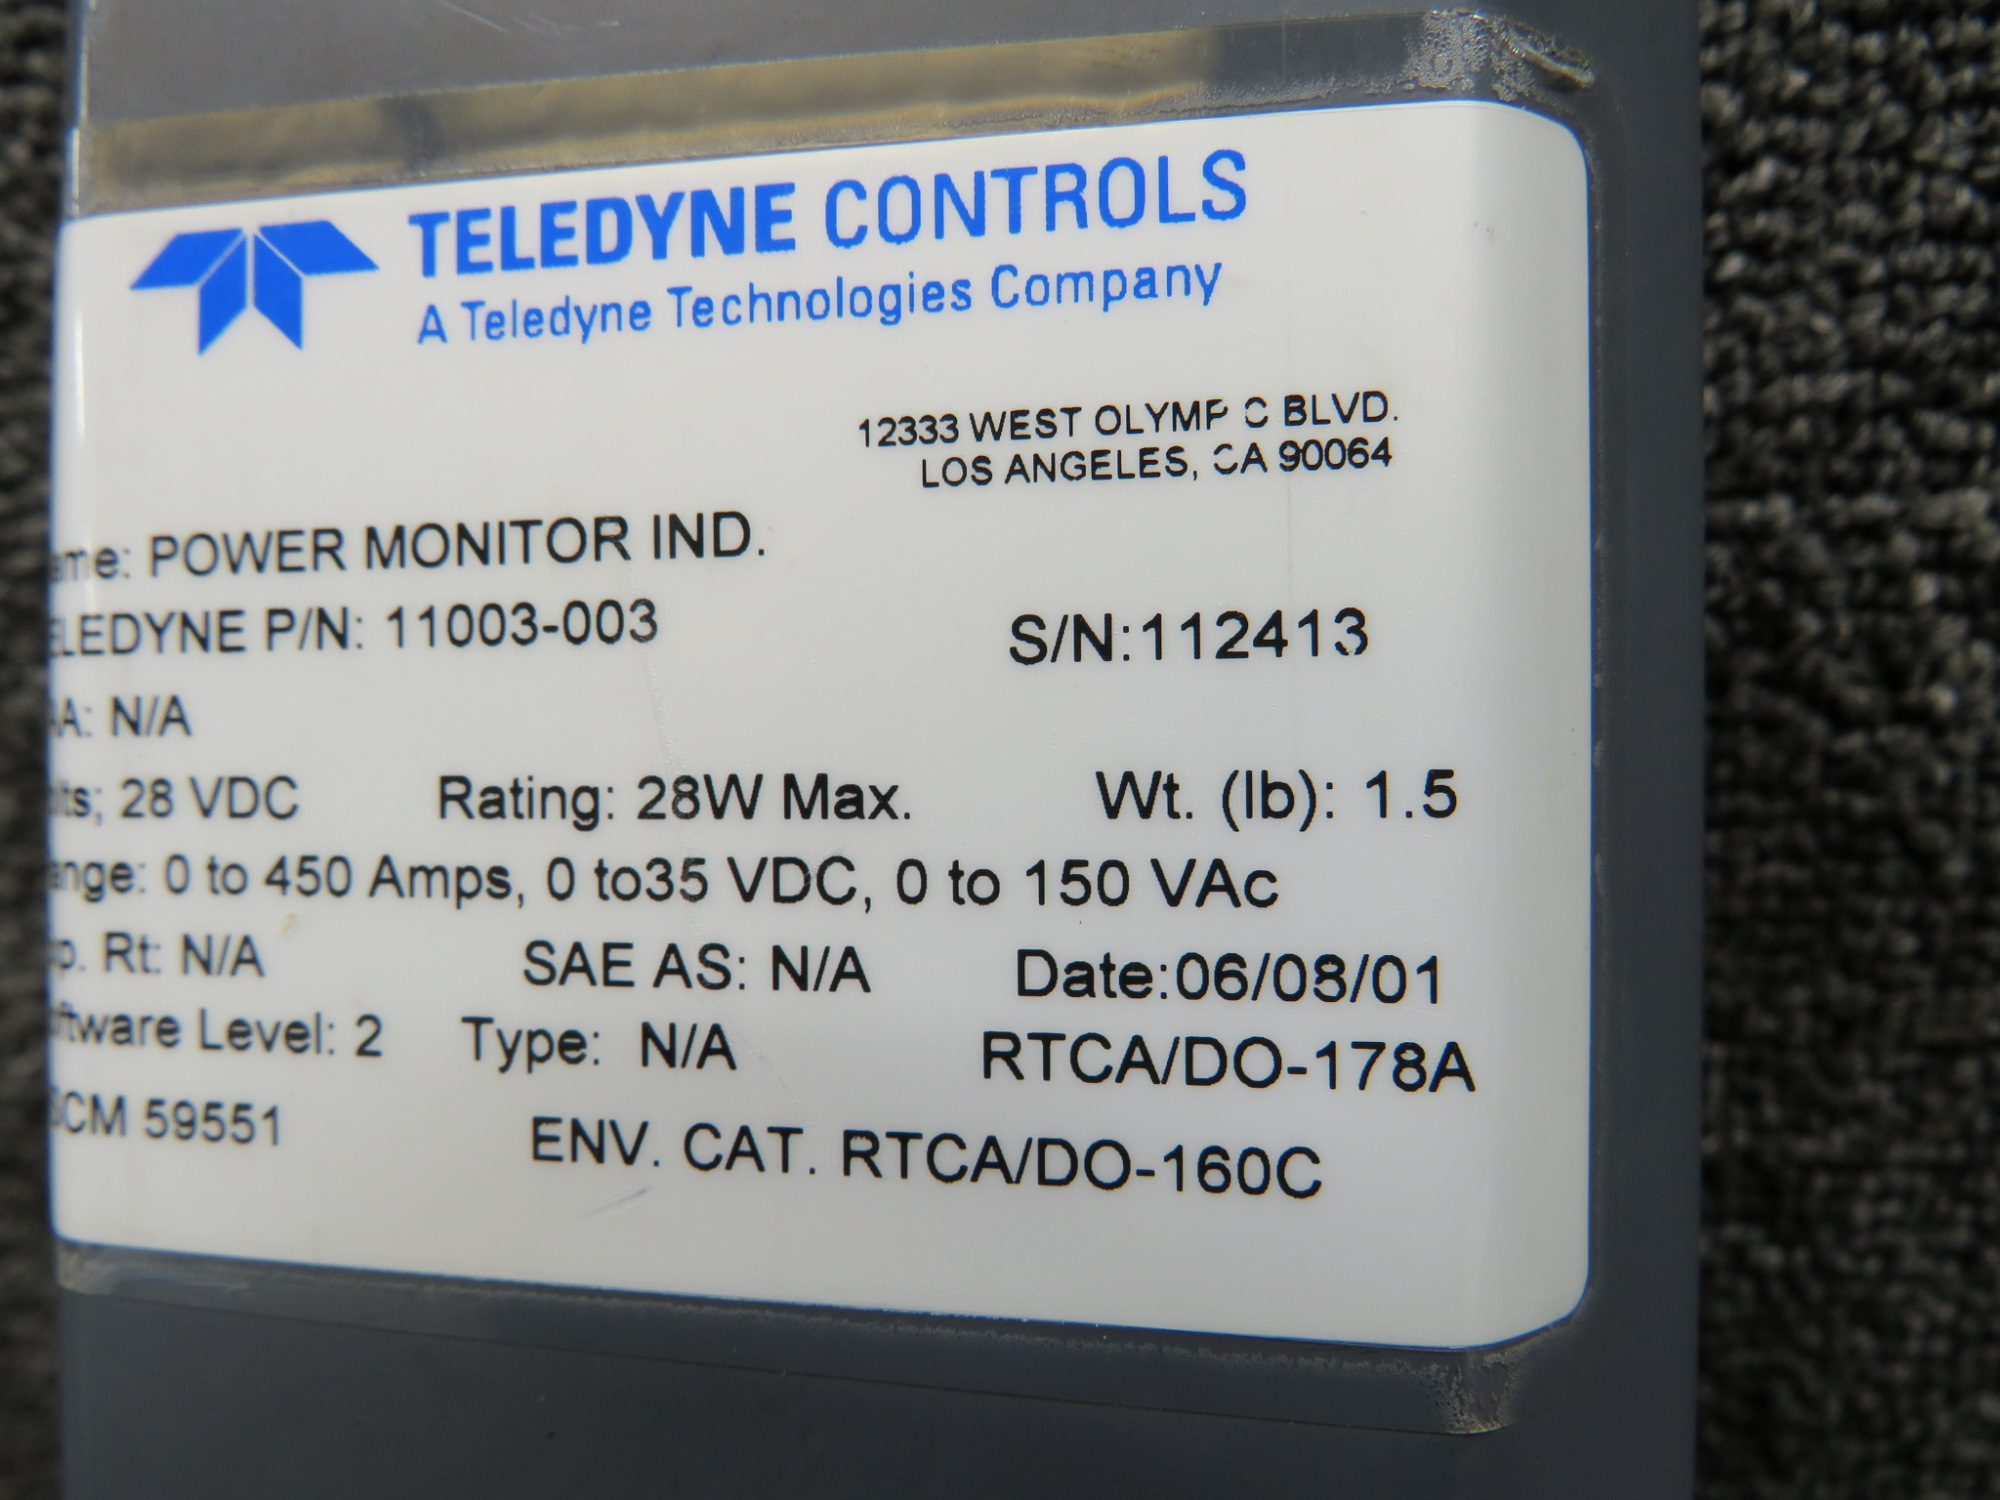 TELEDYNE CONTROLS
A Teledyne Technologies Company
12333 WEST OLYMP C BLVD.
LOS ANGELES, CA 90064
ame: POWER MONITOR IND.
ELEDYNE P/N: 11003-003 S/N:112413
AA: N/A
lts; 28 VDC Rating: 28W Max. Wt. (lb): 1.5
ange: 0 to 450 Amps, 0 to35 VDC, 0 to 150 VAc
p. Rt: N/A SAE AS: N/A Date:06/08/01
ftware Level: 2 Type: N/A RTCA/DO-178A
SCM 59551 ENV. CAT. RTCA/DO-160C